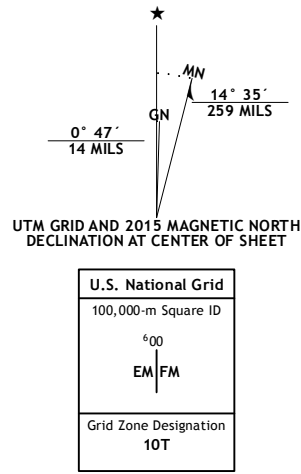 ★
MN
GN
14° 35´
259 MILS
0° 47´
14 MILS
UTM GRID AND 2015 MAGNETIC NORTH
DECLINATION AT CENTER OF SHEET
U.S. National Grid
100,000-m Square ID
⁶00
EM FM
Grid Zone Designation
10T